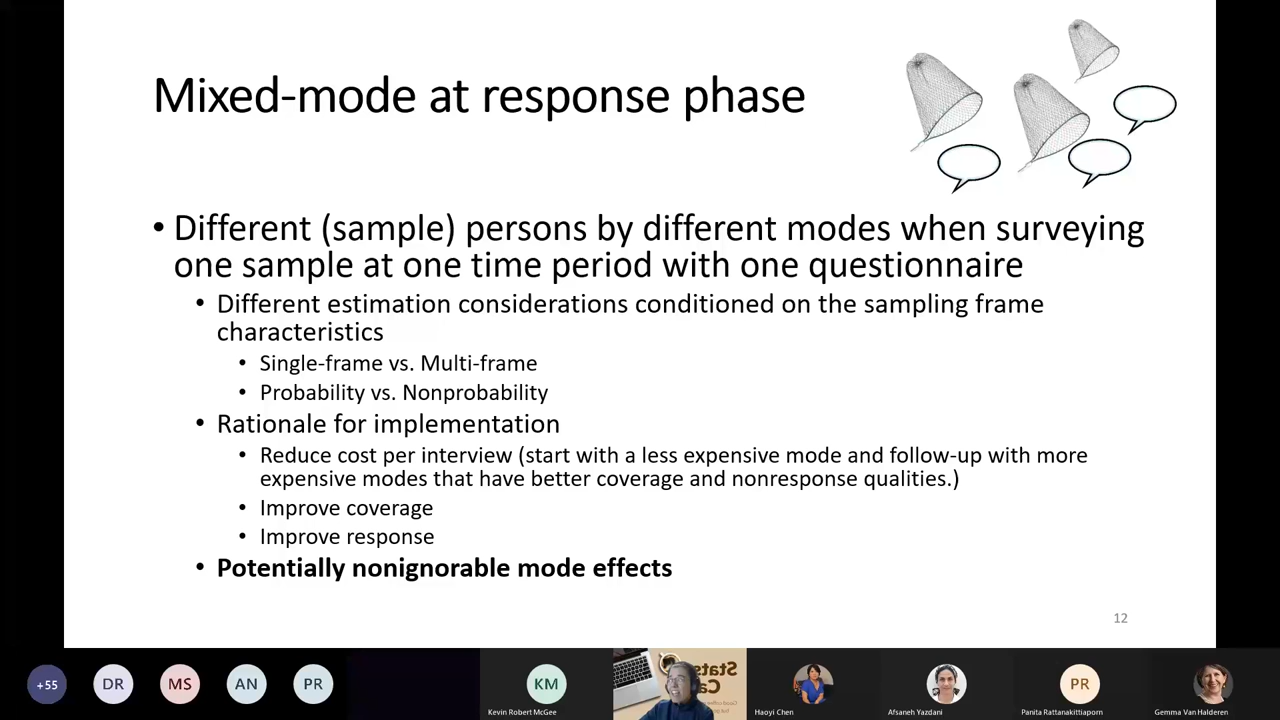 Mixed-mode at response phase
• Different (sample) persons by different modes when surveying
one sample at one time period with one questionnaire
• Different estimation considerations conditioned on the sampling frame
characteristics
• Single-frame vs. Multi-frame
• Probability vs. Nonprobability
• Rationale for implementation
• Reduce cost per interview (start with a less expensive mode and follow-up with more
expensive modes that have better coverage and nonresponse qualities.)
• Improve coverage
• Improve response
• Potentially nonignorable mode effects
12
+55
DR
MS
AN
PR
KM
Stats
Ca
PR
Kevin Robert McGee
Haoyi Chen
Afsaneh Yazdani
Panita Rattanakittiaporn
Gemma Van Halderen